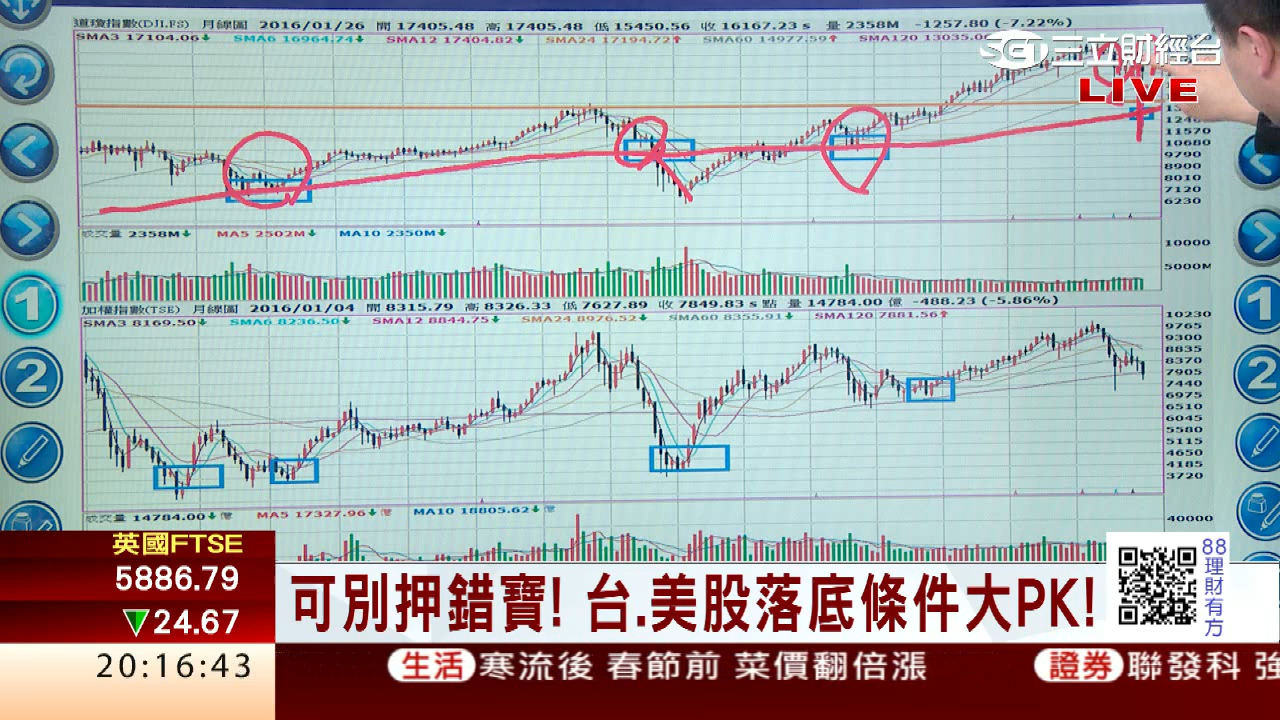 道瓊指數(DJI.FS) 月線圖 2016/01/26 開 17405.48 高 17405.48 低 15450.56 收 16167.23 s 量 2358M -1257.80 (-7.22%)
SMA3 17104.06 SMA6 16964.74 SMA12 17404.82 SMA24 17194.72 SMA60 14977.59 SMA120 13035.06
SET 三立財經台
LIVE
12460
11570
10680
9790
8900
8010
7120
6230
成交量 2358M MA5 2502M MA10 2350M
10000
5000M
加權指數(TSE) 月線圖 2016/01/04 開 8315.79 高 8326.33 低 7627.89 收 7849.83 s 點 量 14784.00 億 -488.23 (-5.86%)
SMA3 8169.50 SMA6 8236.50 SMA12 8844.75 SMA24 8976.52 SMA60 8355.91 SMA120 7881.56
10230
9765
9300
8835
8370
7905
7440
6975
6510
6045
5580
5115
4650
4185
3720
成交量 14784.00 億 MA5 17327.96 億 MA10 18805.62 億
40000
1
2
1
2
英國FTSE
5886.79
▼24.67
20:16:43
可別押錯寶! 台.美股落底條件大PK!
88理財有方
生活 寒流後 春節前 菜價翻倍漲 證券 聯發科 強